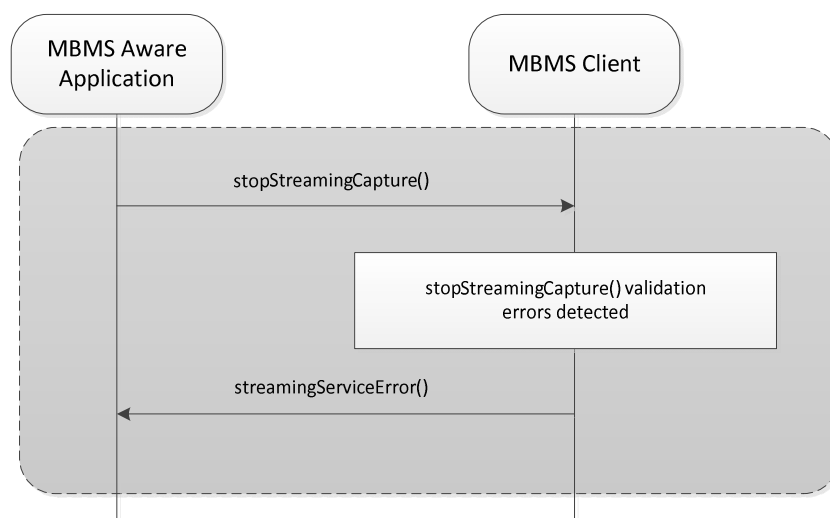 MBMS Aware
Application
MBMS Client
stopStreamingCapture()
stopStreamingCapture() validation
errors detected
streamingServiceError()